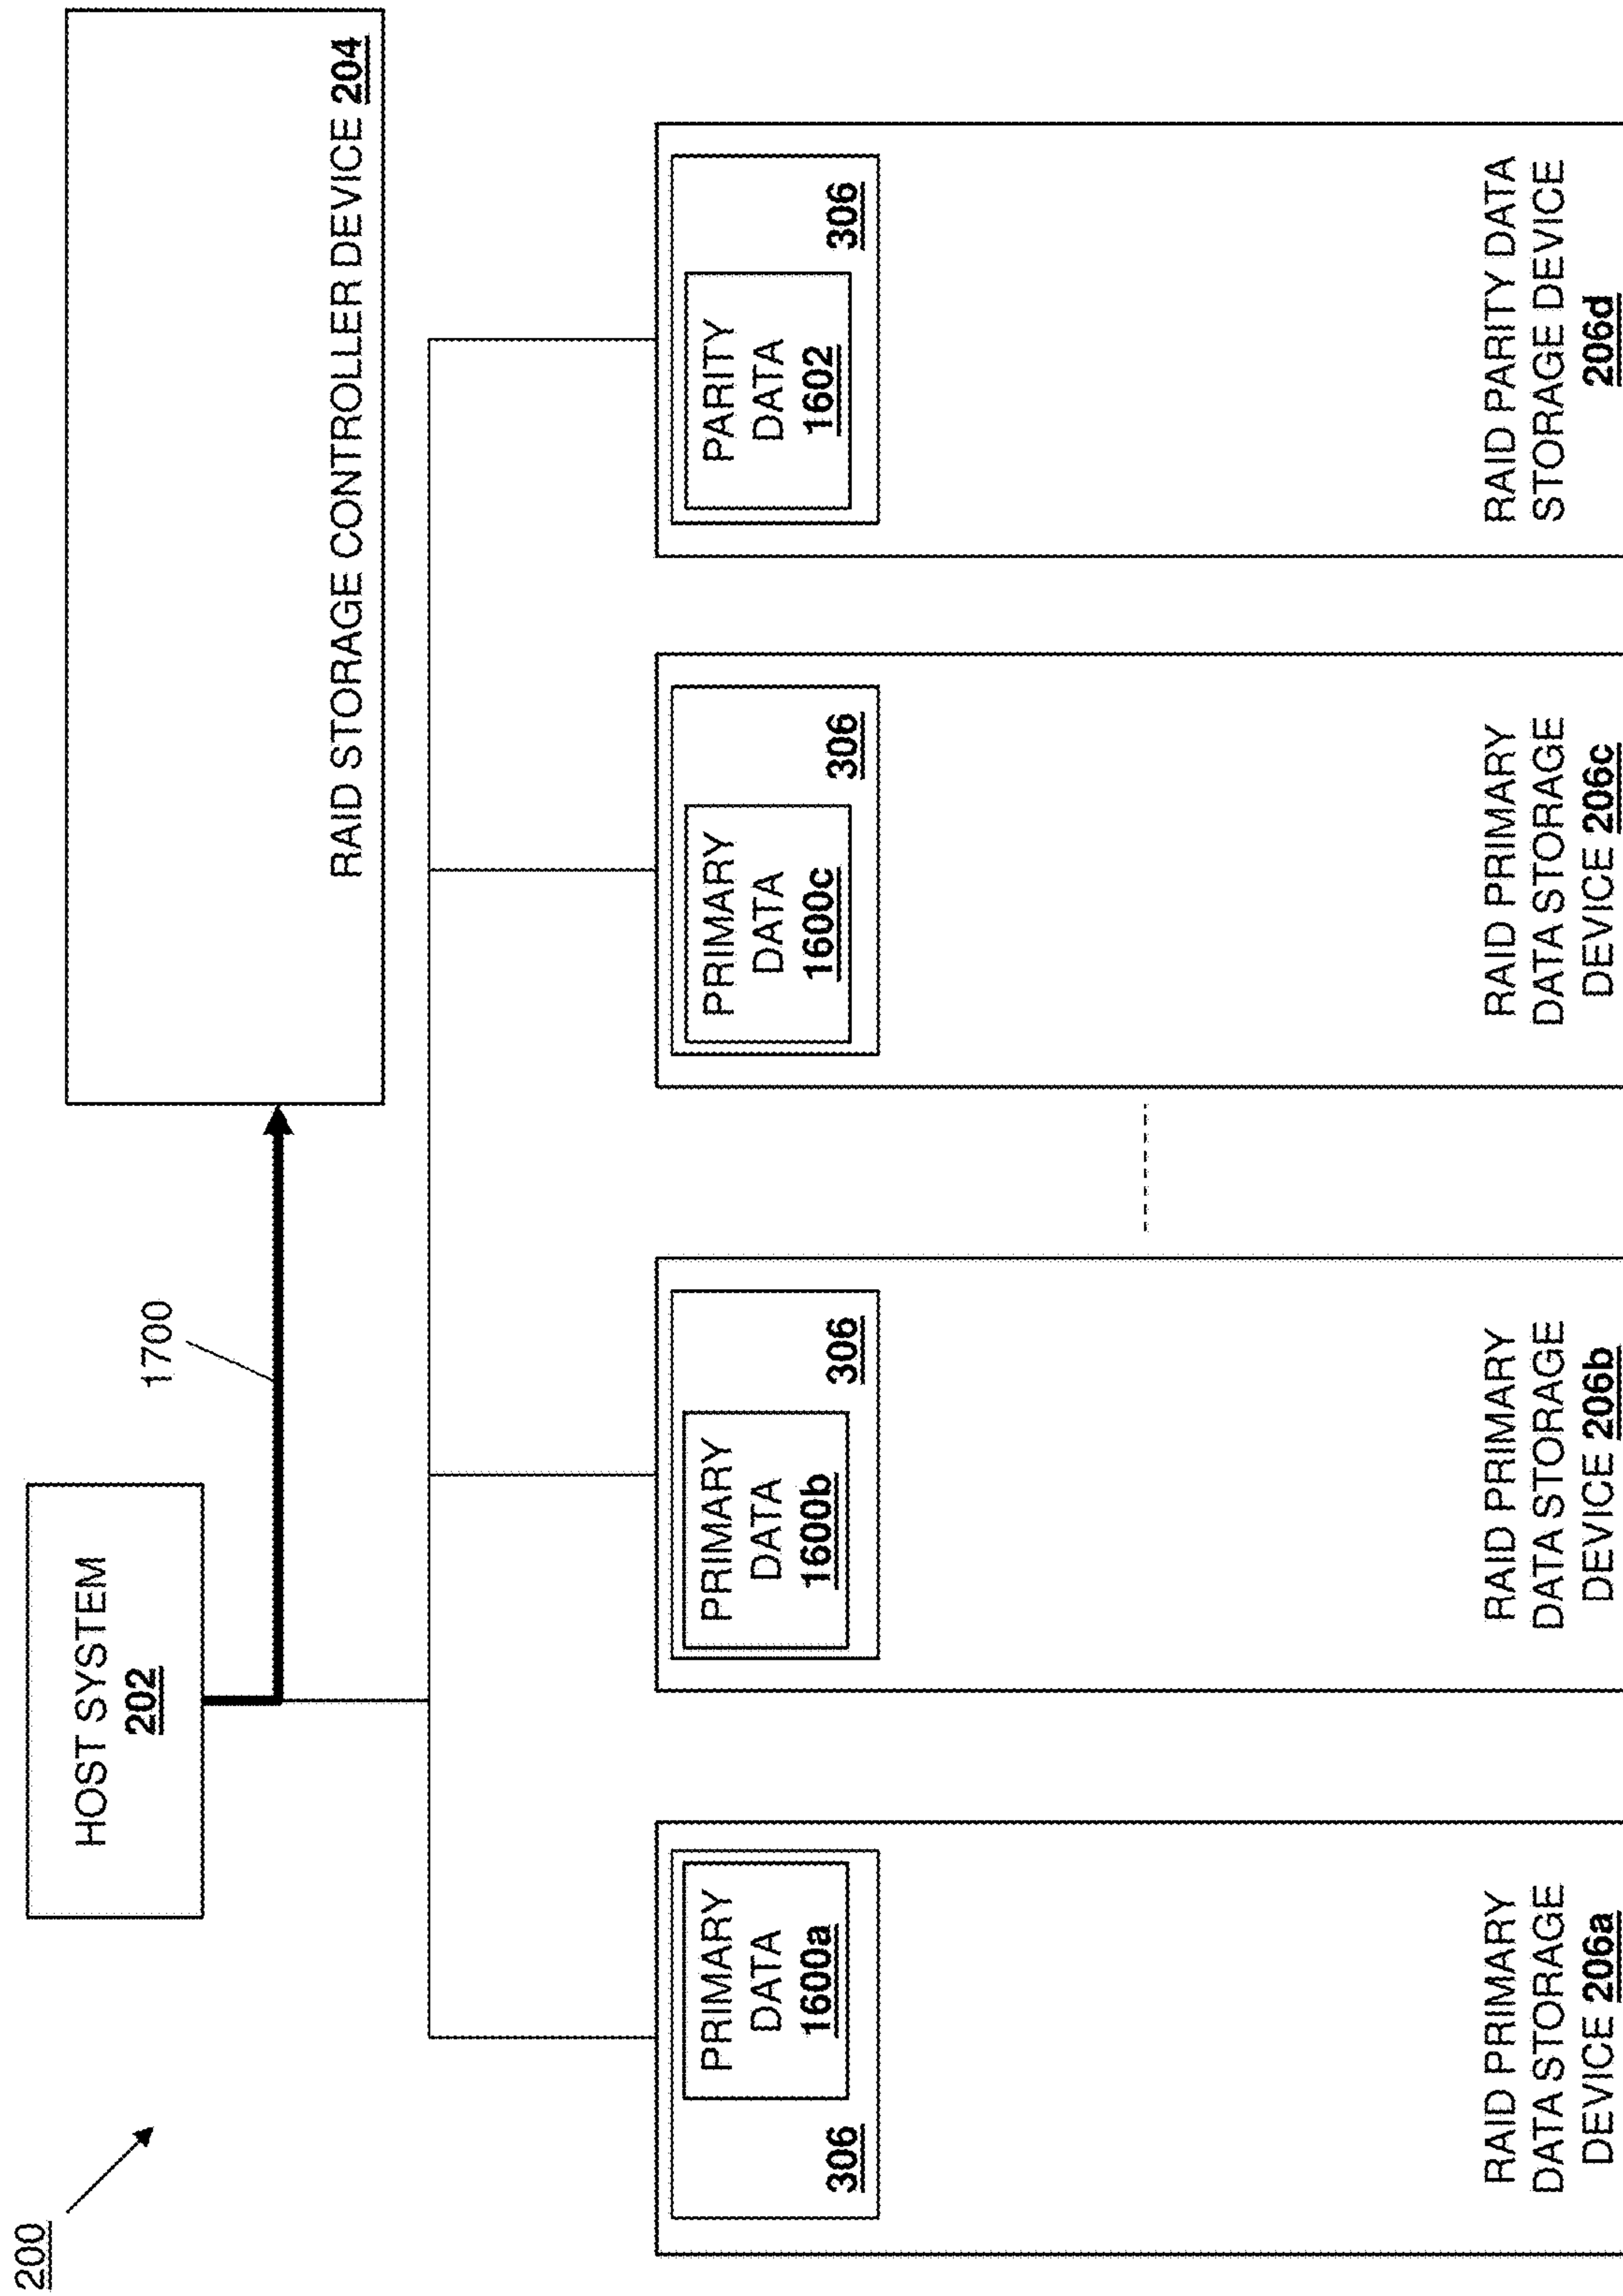 200
HOST SYSTEM
202
1700
RAID STORAGE CONTROLLER DEVICE 204
PRIMARY
DATA
1600a
306
RAID PRIMARY
DATA STORAGE
DEVICE 206a
PRIMARY
DATA
1600b
306
RAID PRIMARY
DATA STORAGE
DEVICE 206b
PRIMARY
DATA
1600c
306
RAID PRIMARY
DATA STORAGE
DEVICE 206c
PARITY
DATA
1602
306
RAID PARITY DATA
STORAGE DEVICE
206d